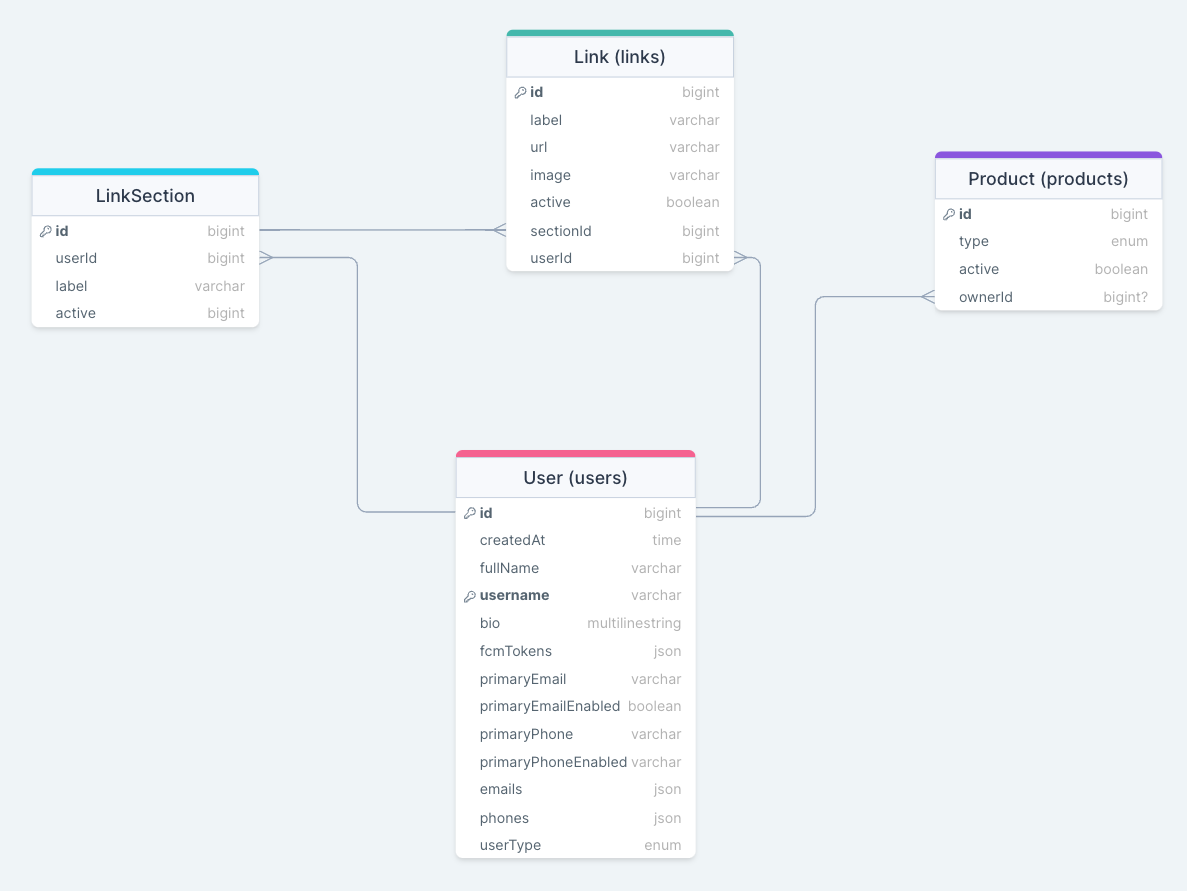 Link (links)
id bigint
label varchar
url varchar
image varchar
active boolean
sectionId bigint
userId bigint
LinkSection
id bigint
userId bigint
label varchar
active bigint
Product (products)
id bigint
type enum
active boolean
ownerId bigint?
User (users)
id bigint
createdAt time
fullName varchar
username varchar
bio multilinestring
fcmTokens json
primaryEmail varchar
primaryEmailEnabled boolean
primaryPhone varchar
primaryPhoneEnabled varchar
emails json
phones json
userType enum